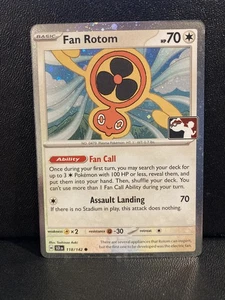 BASIC
Fan Rotom
HP 70
Ability Fan Call
Once during your first turn, you may search your deck for
up to 3 Pokémon with 100 HP or less, reveal them, and
put them into your hand. Then, shuffle your deck. You
can't use more than 1 Fan Call Ability during your turn.
Assault Landing 70
If there is no Stadium in play, this attack does nothing.
weakness ×2 resistance -30 retreat
118/142